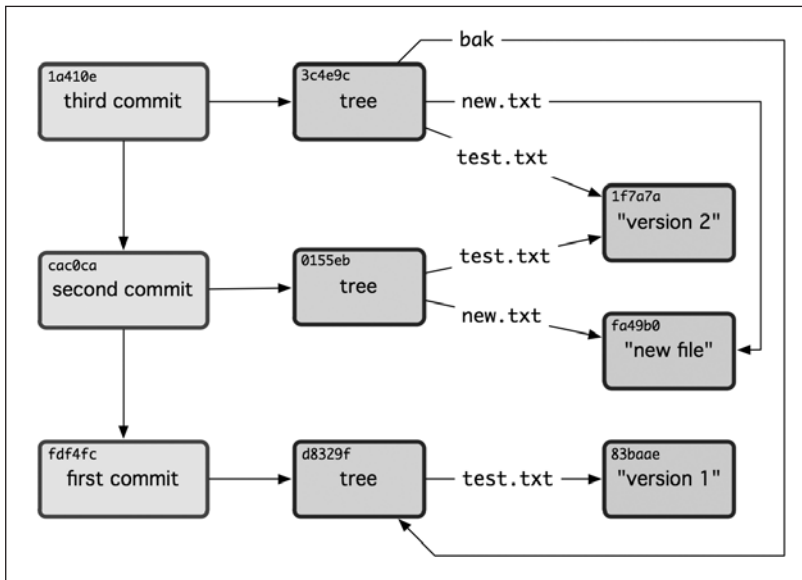 bak
1a410e
third commit
3c4e9c
tree
new.txt
test.txt
1f7a7a
"version 2"
cac0ca
second commit
0155eb
tree
test.txt
new.txt
fa49b0
"new file"
fdf4fc
first commit
d8329f
tree
test.txt
83baae
"version 1"